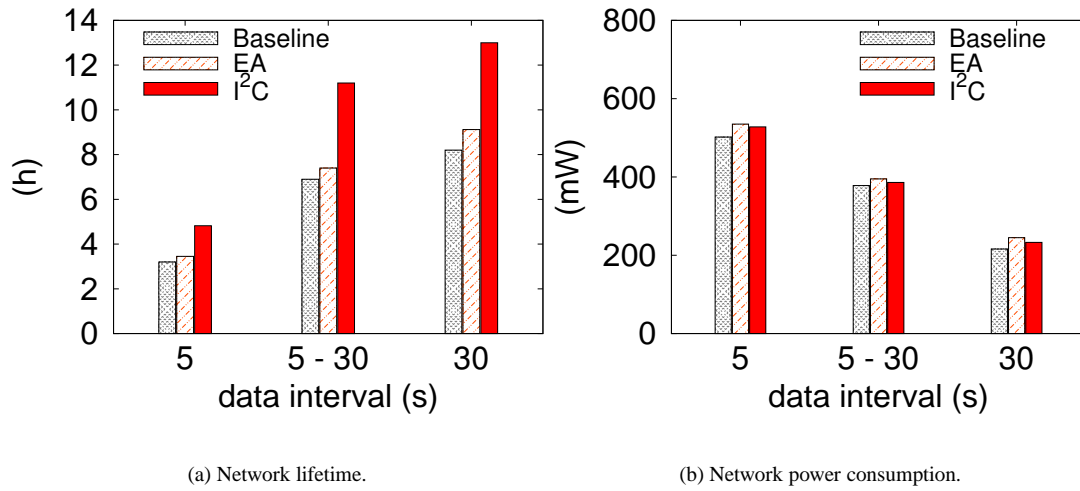 14
12
10
8
6
4
2
0
(h)
Baseline
EA
I²C
5
5 - 30
30
data interval (s)
(a) Network lifetime.
800
600
400
200
0
(mW)
Baseline
EA
I²C
5
5 - 30
30
data interval (s)
(b) Network power consumption.